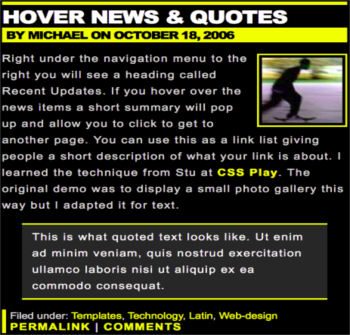 HOVER NEWS & QUOTES
BY MICHAEL ON OCTOBER 18, 2006
Right under the navigation menu to the
right you will see a heading called
Recent Updates. If you hover over the
news items a short summary will pop
up and allow you to click to get to
another page. You can use this as a link list giving
people a short description of what your link is about. I
learned the technique from Stu at CSS Play. The
original demo was to display a small photo gallery this
way but I adapted it for text.
This is what quoted text looks like. Ut enim
ad minim veniam, quis nostrud exercitation
ullamco laboris nisi ut aliquip ex ea
commodo consequat.
Filed under: Templates, Technology, Latin, Web-design
PERMALINK | COMMENTS